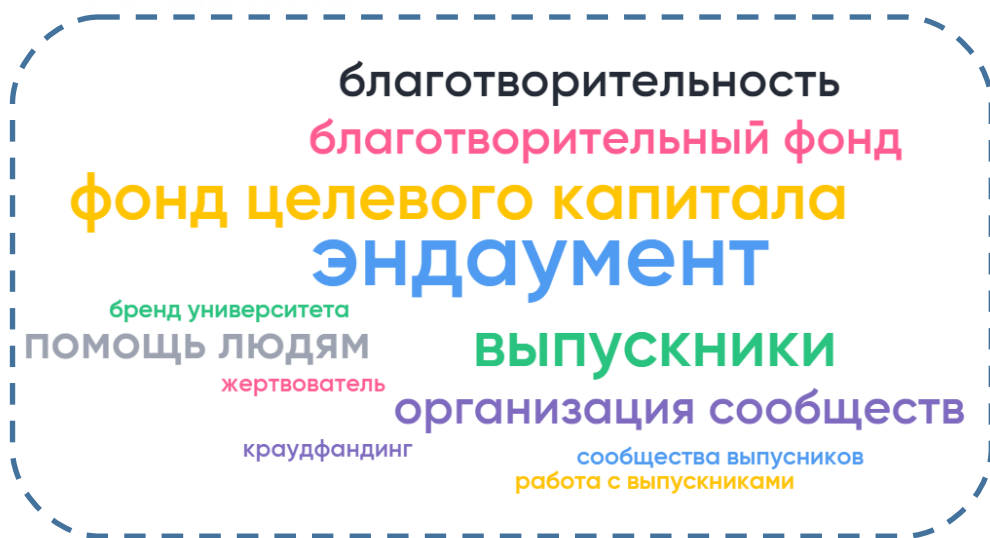 благотворительность
благотворительный фонд
фонд целевого капитала
эндаумент
бренд университета
помощь людям
выпускники
жертвователь
организация сообществ
краудфандинг
сообщества выпусников
работа с выпускниками